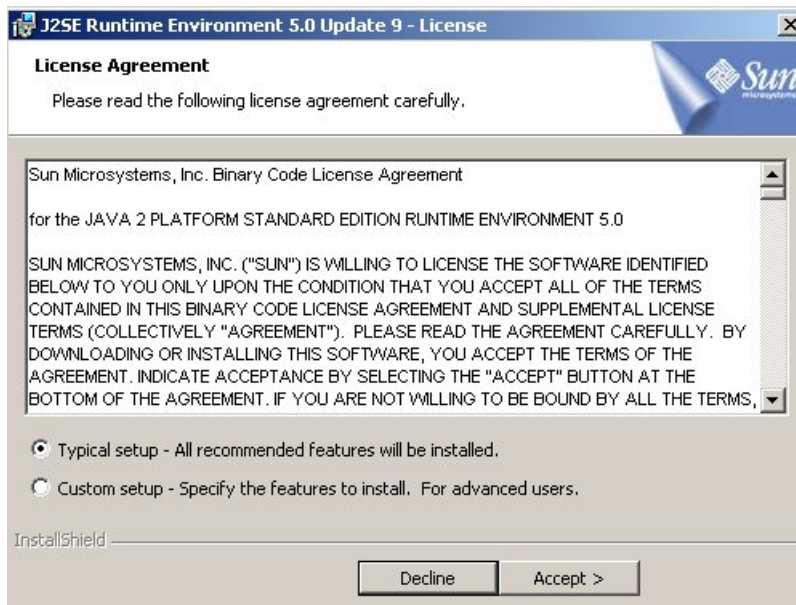 J2SE Runtime Environment 5.0 Update 9 - License
License Agreement
Please read the following license agreement carefully.
Sun
microsystems
Sun Microsystems, Inc. Binary Code License Agreement
for the JAVA 2 PLATFORM STANDARD EDITION RUNTIME ENVIRONMENT 5.0
SUN MICROSYSTEMS, INC. ("SUN") IS WILLING TO LICENSE THE SOFTWARE IDENTIFIED
BELOW TO YOU ONLY UPON THE CONDITION THAT YOU ACCEPT ALL OF THE TERMS
CONTAINED IN THIS BINARY CODE LICENSE AGREEMENT AND SUPPLEMENTAL LICENSE
TERMS (COLLECTIVELY "AGREEMENT").  PLEASE READ THE AGREEMENT CAREFULLY.  BY
DOWNLOADING OR INSTALLING THIS SOFTWARE, YOU ACCEPT THE TERMS OF THE
AGREEMENT. INDICATE ACCEPTANCE BY SELECTING THE "ACCEPT" BUTTON AT THE
BOTTOM OF THE AGREEMENT. IF YOU ARE NOT WILLING TO BE BOUND BY ALL THE TERMS,
Typical setup - All recommended features will be installed.
Custom setup - Specify the features to install.  For advanced users.
InstallShield
Decline
Accept >